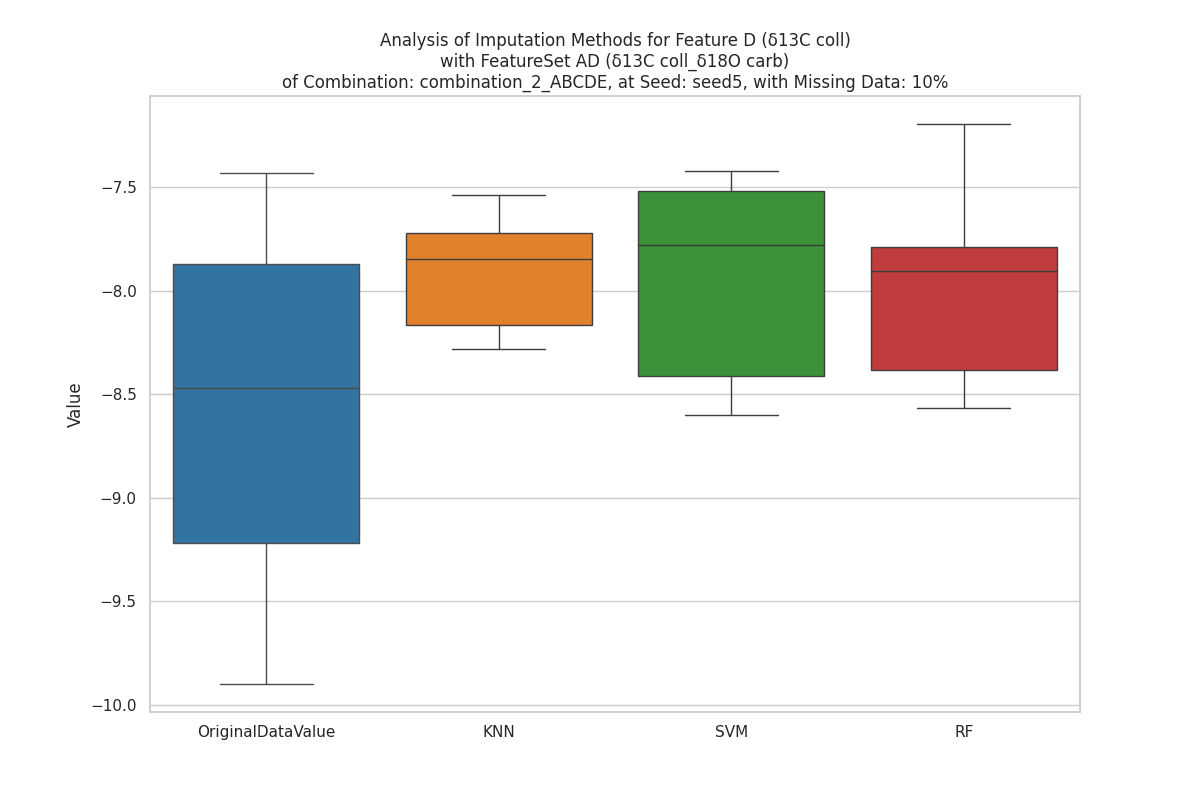 Analysis of Imputation Methods for Feature D (δ13C coll)
with FeatureSet AD (δ13C coll_δ18O carb)
of Combination: combination_2_ABCDE, at Seed: seed5, with Missing Data: 10%
−7.5
−8.0
−8.5
−9.0
−9.5
−10.0
Value
OriginalDataValue
KNN
SVM
RF